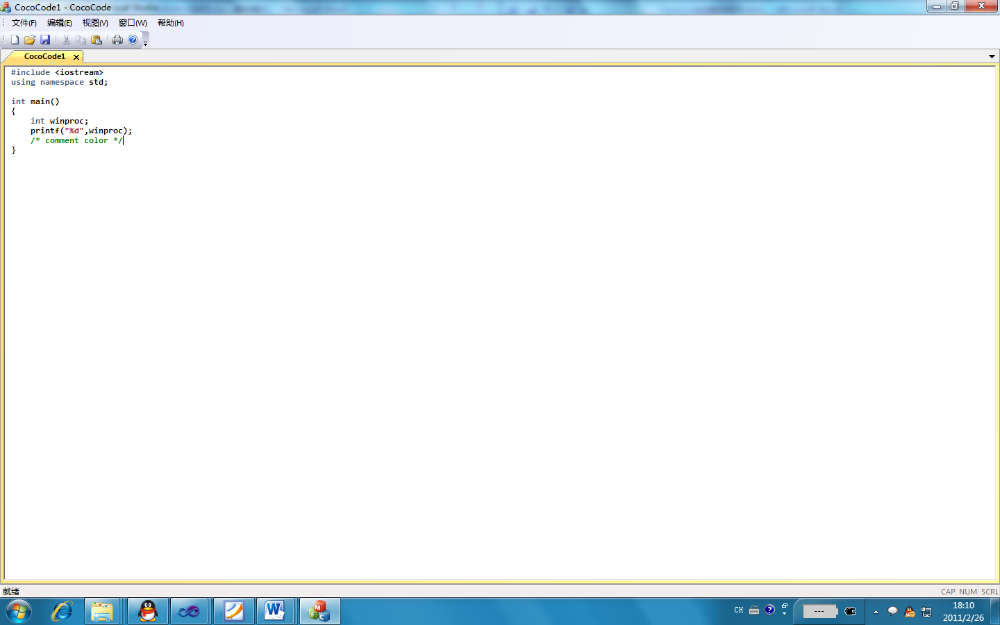 CocoCode1 - CocoCode
文件(F) 编辑(E) 视图(V) 窗口(W) 帮助(H)
CocoCode1
#include <iostream>
using namespace std;
int main()
{
int winproc;
printf("%d",winproc);
/* comment color */
}
就绪
CAP NUM SCRL
CH
---
18:10
2011/2/26